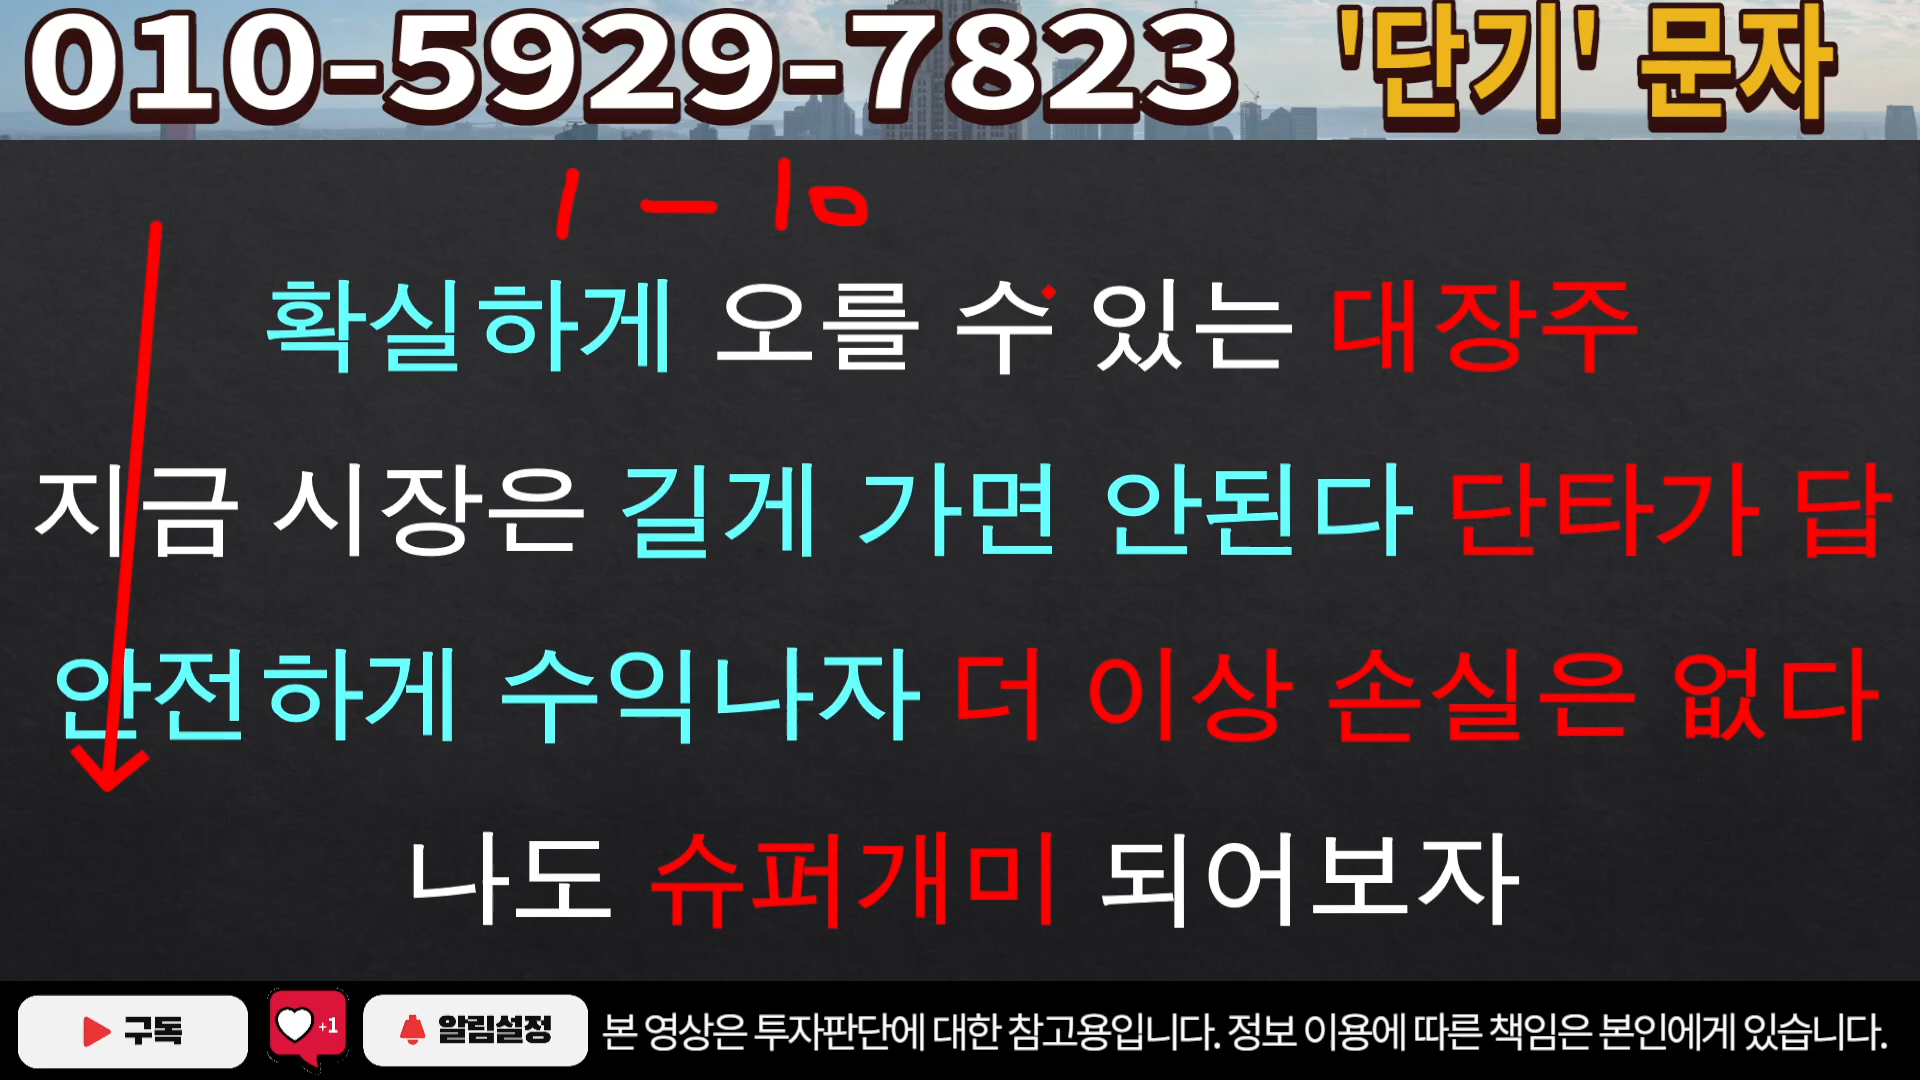 010-5929-7823 '단기' 문자
1 - 10
확실하게 오를 수 있는 대장주
지금 시장은 길게 가면 안된다 단타가 답
안전하게 수익나자 더 이상 손실은 없다
나도 슈퍼개미 되어보자
구독 +1 알림설정 본 영상은 투자판단에 대한 참고용입니다. 정보 이용에 따른 책임은 본인에게 있습니다.